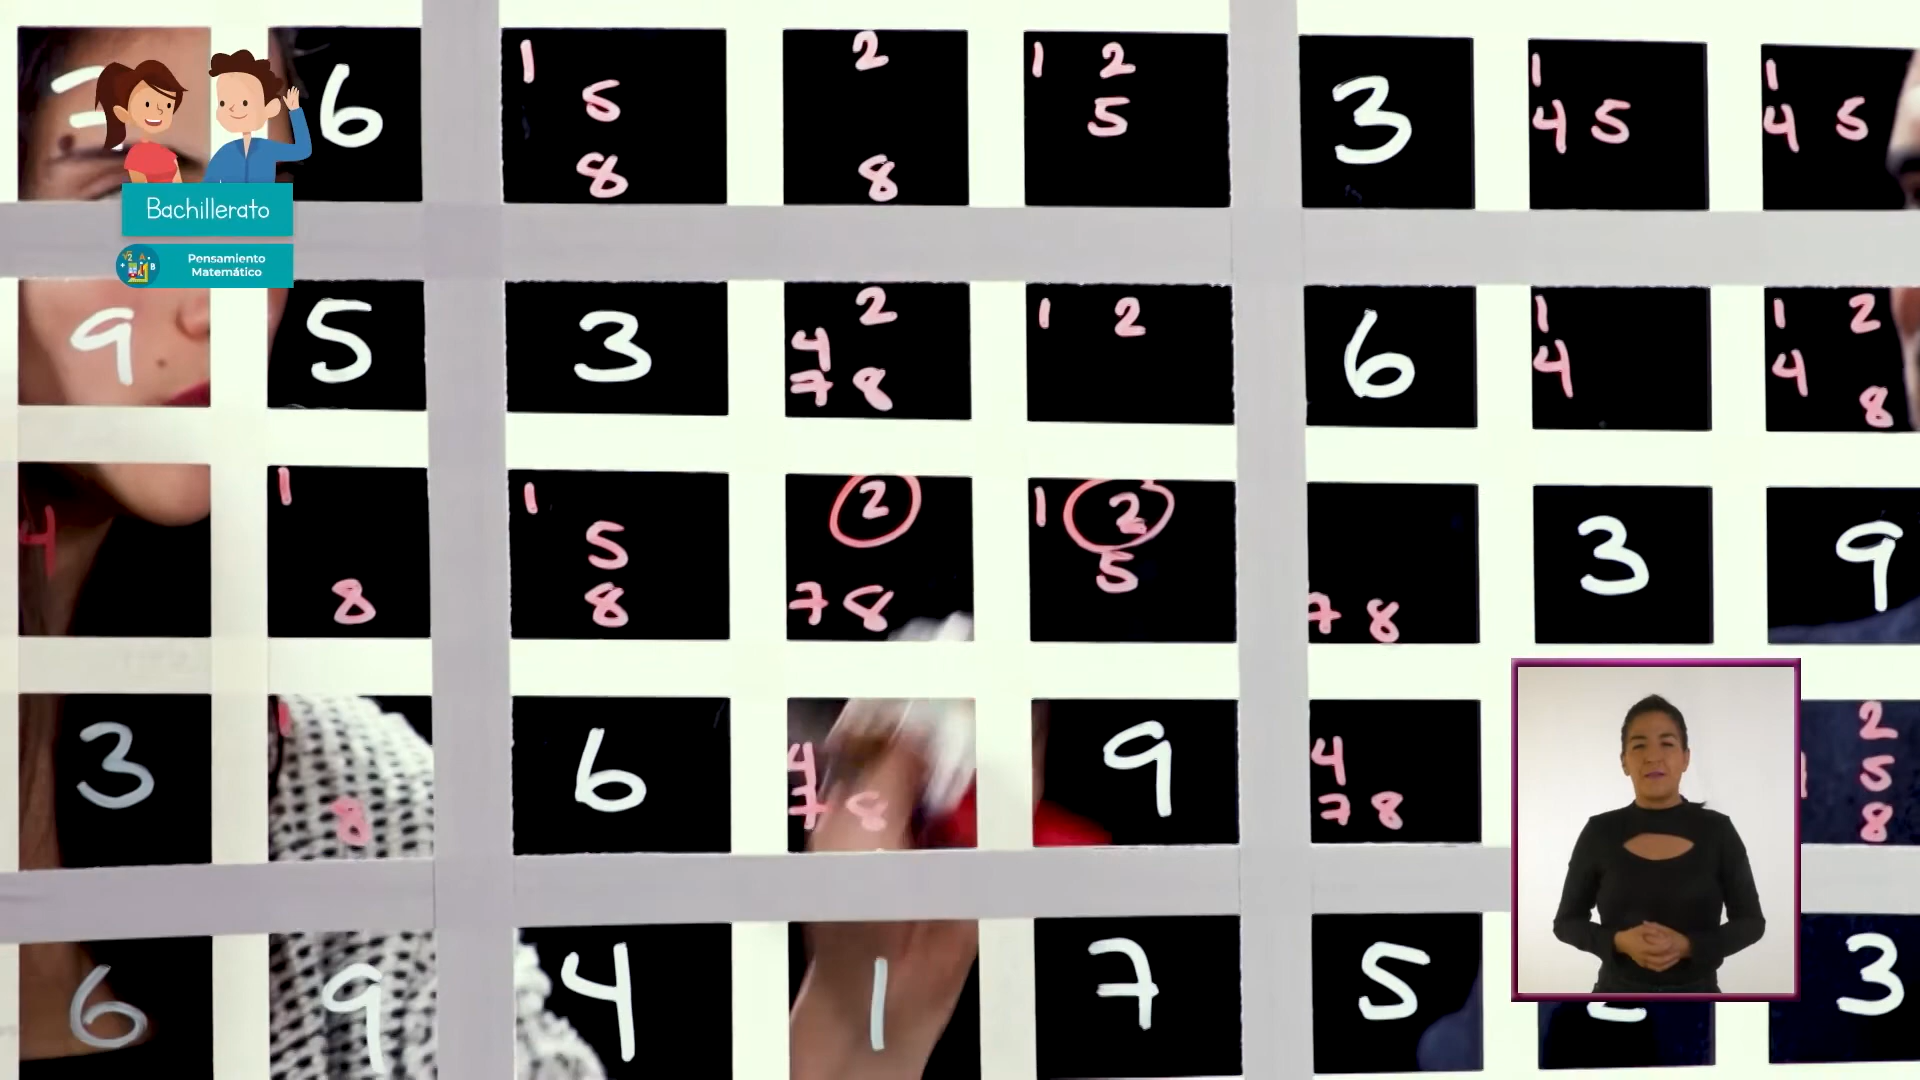 6 1 2 1 2 3 1 1
5 5 4 5 4 5
8 8
Bachillerato
Pensamiento
Matemático
9 5 3 2 1 2 6 1 1 2
4 4 4
7 8 8
4 1 1 2 1 2 3 9
5 5
8 8 7 8 7 8
3 1 6 4 9 4 2
8 7 8 7 8 5
8
6 9 4 1 7 5 3